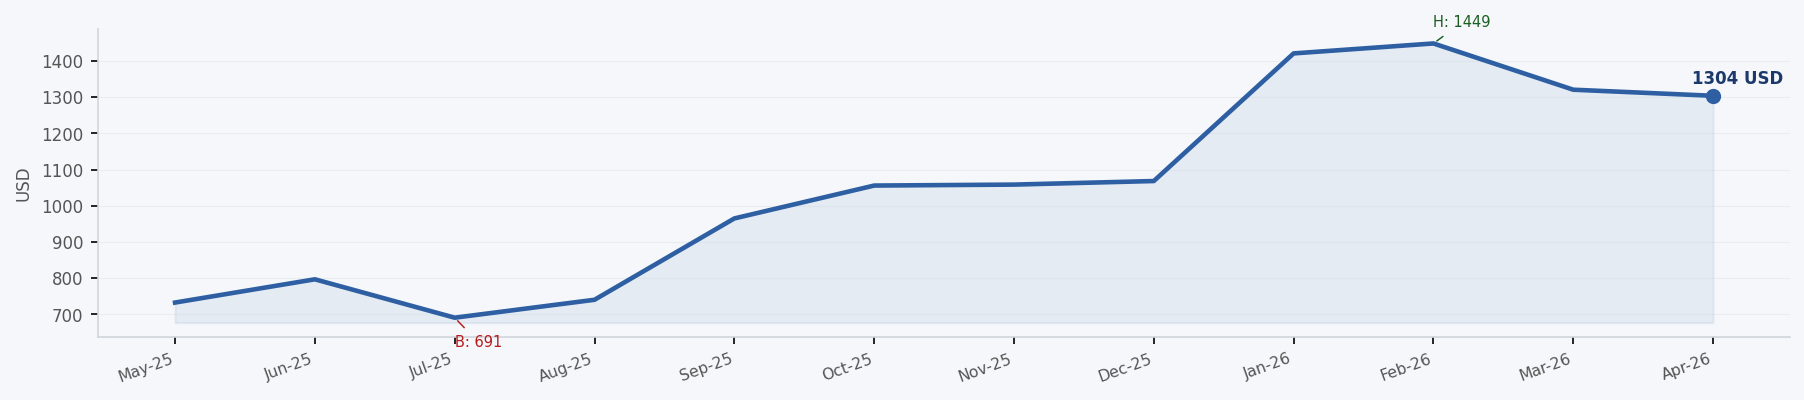 H: 1449
1304 USD
1400
1300
1200
1100
1000
900
800
700
USD
B: 691
May-25
Jun-25
Jul-25
Aug-25
Sep-25
Oct-25
Nov-25
Dec-25
Jan-26
Feb-26
Mar-26
Apr-26